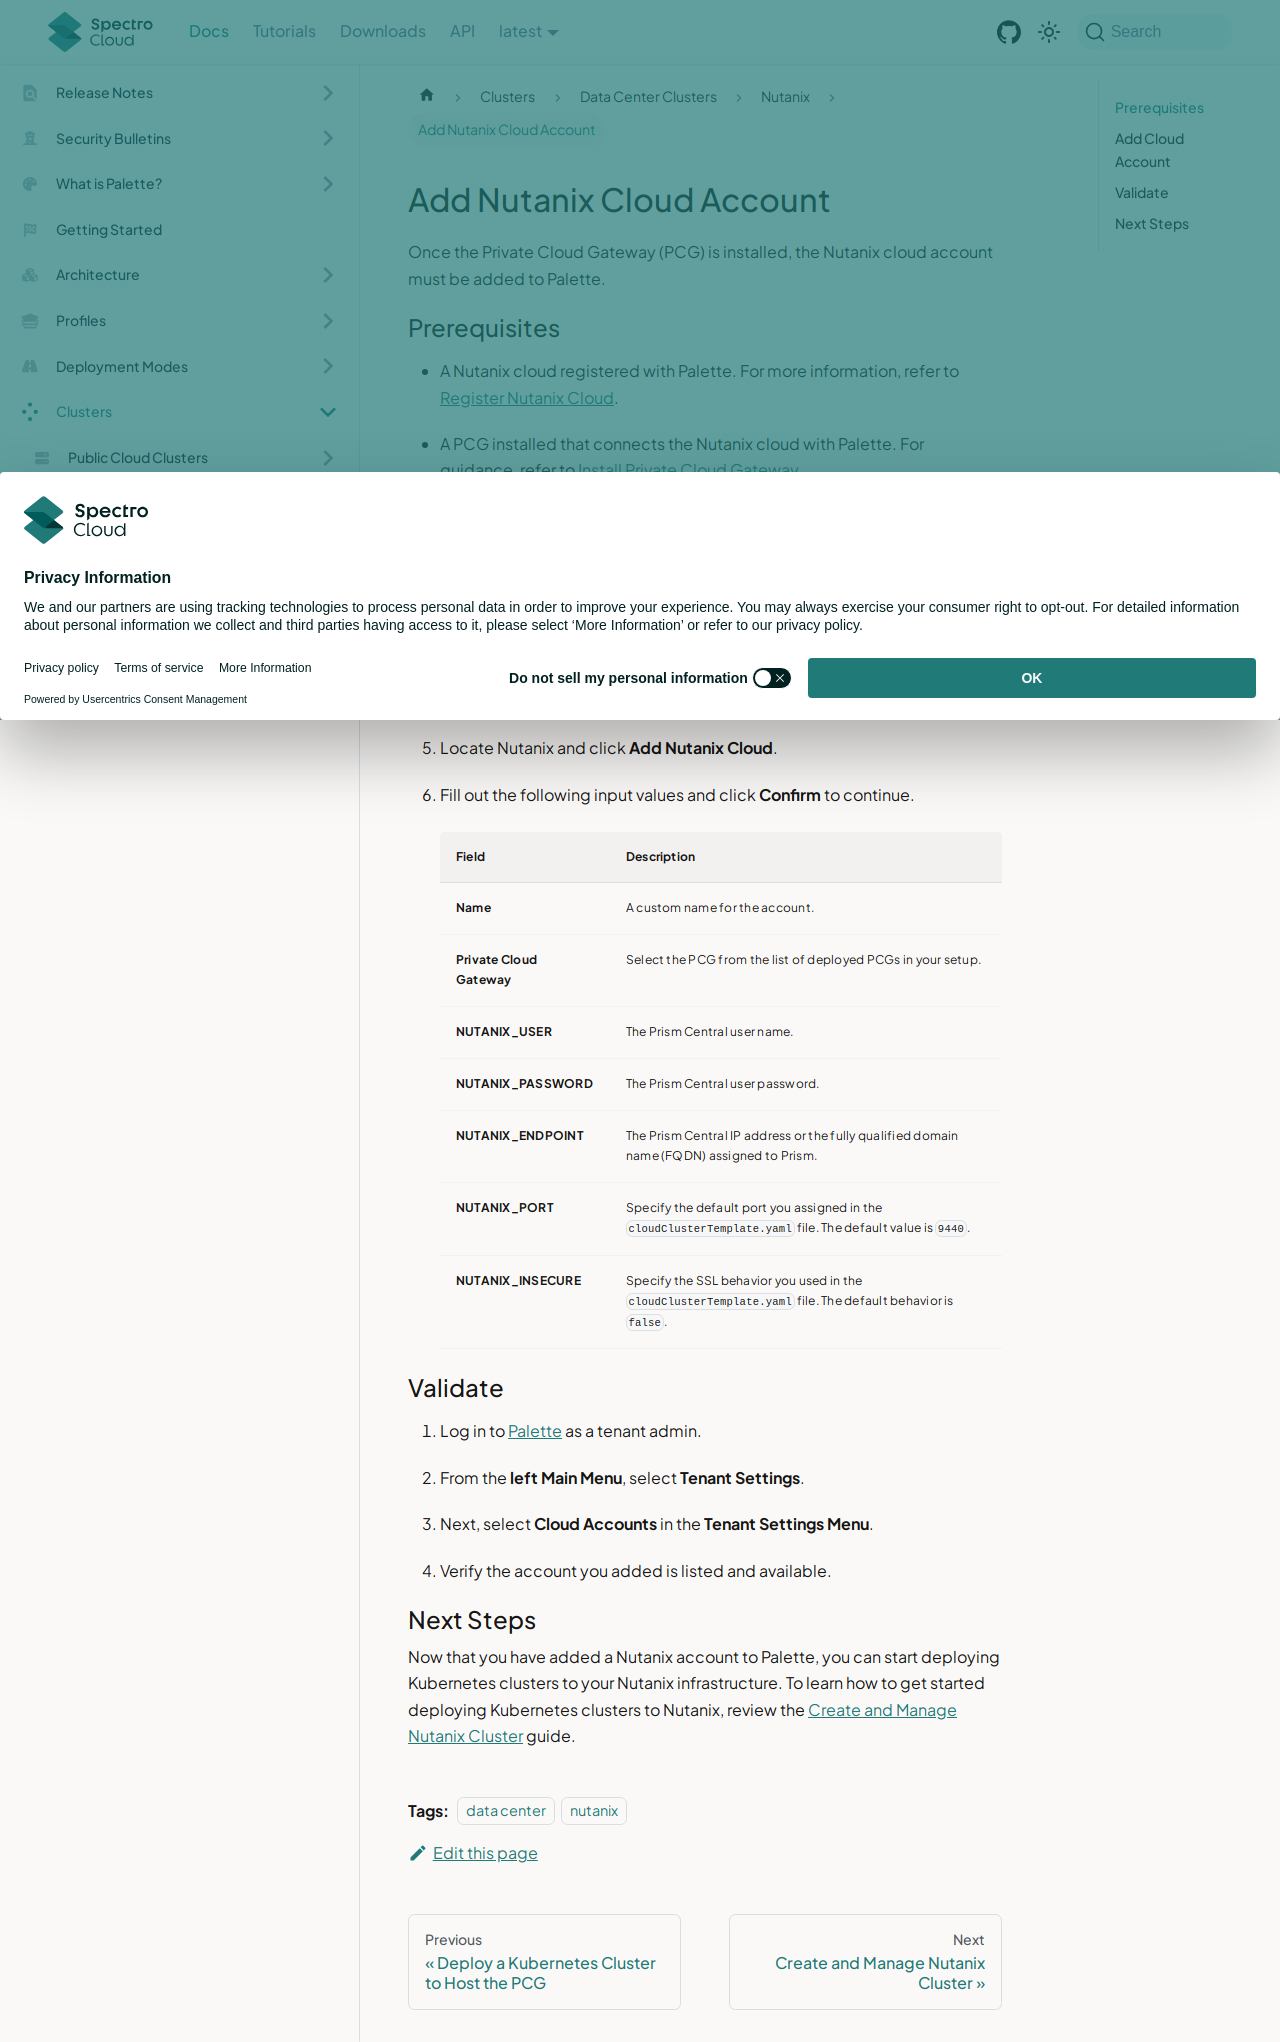 Spectro Cloud
Docs
Tutorials
Downloads
API
latest
Search
Release Notes
Security Bulletins
What is Palette?
Getting Started
Architecture
Profiles
Deployment Modes
Clusters
Public Cloud Clusters
Clusters
Data Center Clusters
Nutanix
Add Nutanix Cloud Account
Prerequisites
Add Cloud
Account
Validate
Next Steps
Add Nutanix Cloud Account
Once the Private Cloud Gateway (PCG) is installed, the Nutanix cloud account
must be added to Palette.
Prerequisites
A Nutanix cloud registered with Palette. For more information, refer to
Register Nutanix Cloud.
A PCG installed that connects the Nutanix cloud with Palette. For
guidance, refer to Install Private Cloud Gateway
Spectro
Cloud
Privacy Information
We and our partners are using tracking technologies to process personal data in order to improve your experience. You may always exercise your consumer right to opt-out. For detailed information
about personal information we collect and third parties having access to it, please select ‘More Information’ or refer to our privacy policy.
Privacy policy
Terms of service
More Information
Do not sell my personal information
OK
Powered by Usercentrics Consent Management
5. Locate Nutanix and click Add Nutanix Cloud.
6. Fill out the following input values and click Confirm to continue.
Field
Description
Name
A custom name for the account.
Private Cloud
Gateway
Select the PCG from the list of deployed PCGs in your setup.
NUTANIX_USER
The Prism Central user name.
NUTANIX_PASSWORD
The Prism Central user password.
NUTANIX_ENDPOINT
The Prism Central IP address or the fully qualified domain
name (FQDN) assigned to Prism.
NUTANIX_PORT
Specify the default port you assigned in the
cloudClusterTemplate.yaml file. The default value is 9440.
NUTANIX_INSECURE
Specify the SSL behavior you used in the
cloudClusterTemplate.yaml file. The default behavior is
false.
Validate
1. Log in to Palette as a tenant admin.
2. From the left Main Menu, select Tenant Settings.
3. Next, select Cloud Accounts in the Tenant Settings Menu.
4. Verify the account you added is listed and available.
Next Steps
Now that you have added a Nutanix account to Palette, you can start deploying
Kubernetes clusters to your Nutanix infrastructure. To learn how to get started
deploying Kubernetes clusters to Nutanix, review the Create and Manage
Nutanix Cluster guide.
Tags: data center nutanix
Edit this page
Previous
« Deploy a Kubernetes Cluster
to Host the PCG
Next
Create and Manage Nutanix
Cluster »